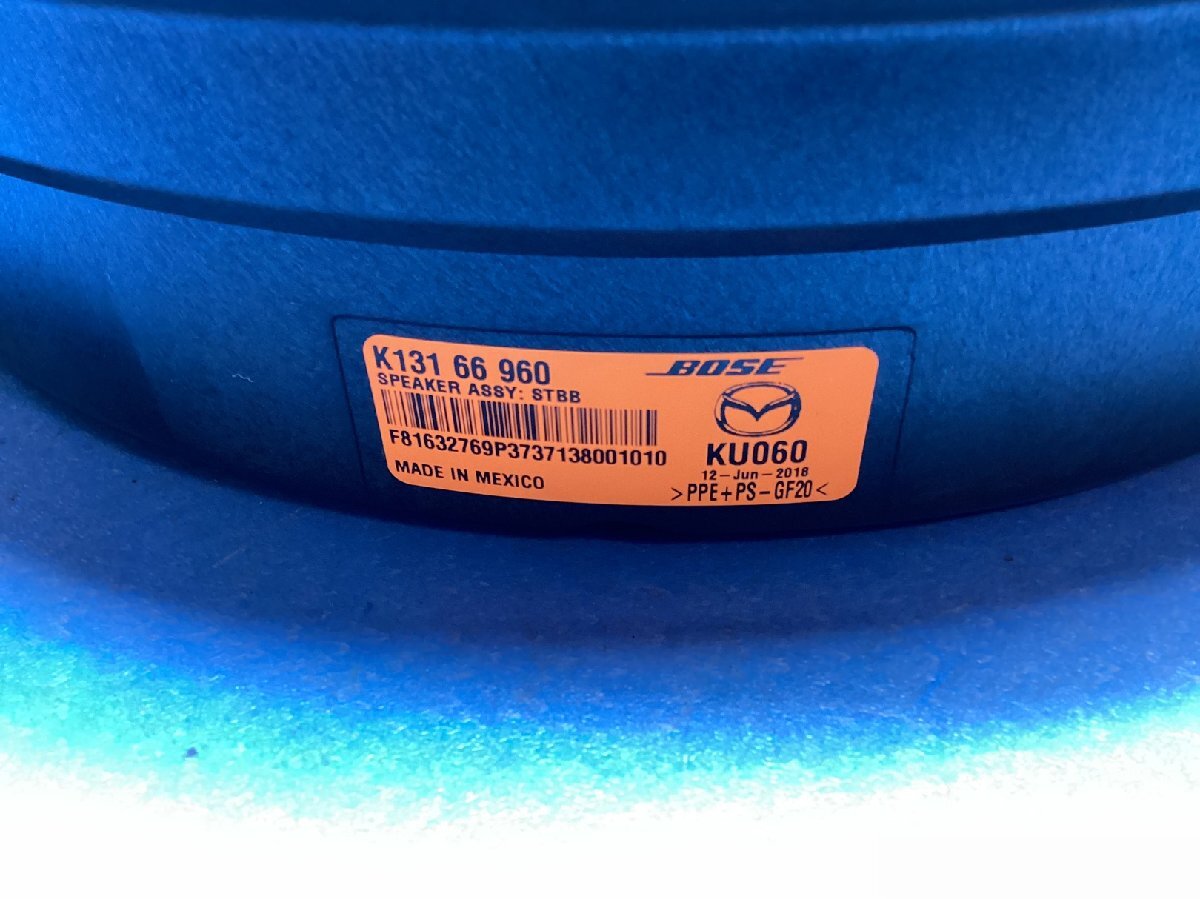 K131 66 960
SPEAKER ASSY: STBB
F81632769P3737138001010
MADE IN MEXICO
BOSE
KU060
12-Jun-2018
>PPE+PS-GF20<